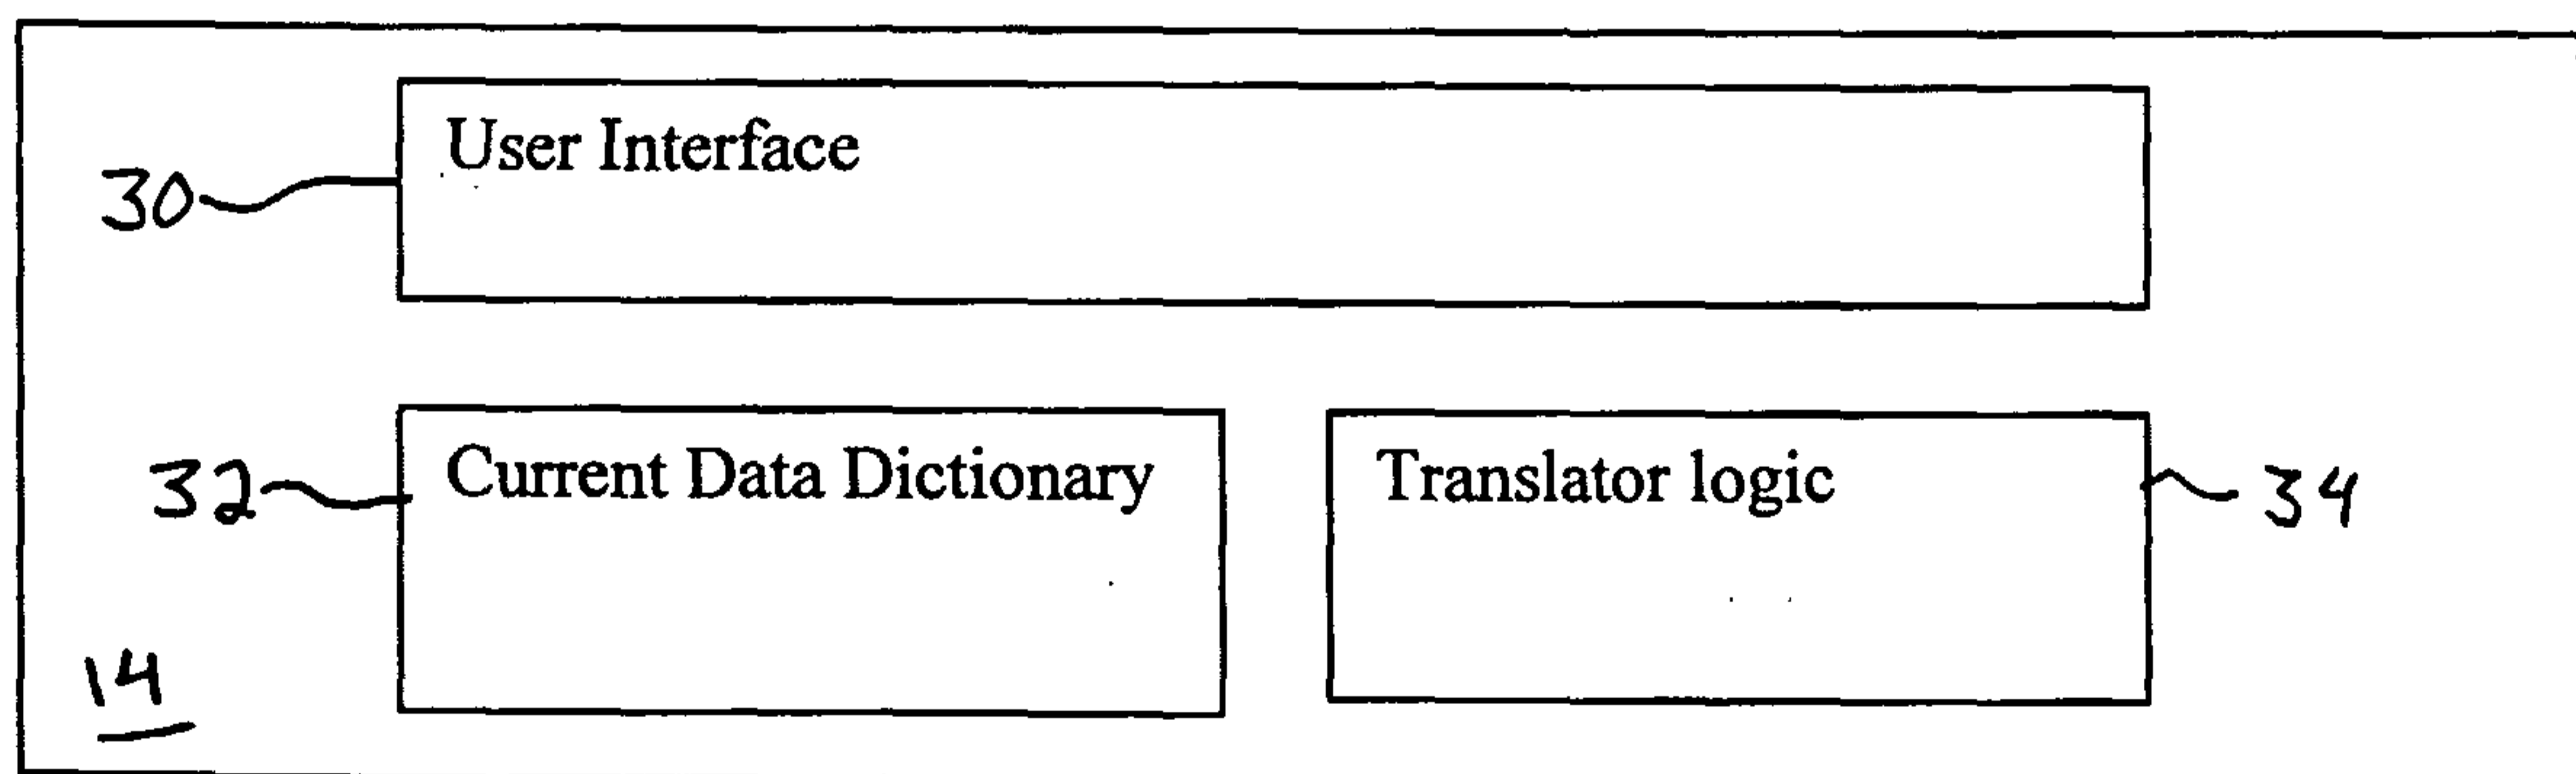 User Interface
30
Current Data Dictionary
Translator logic
32
34
14